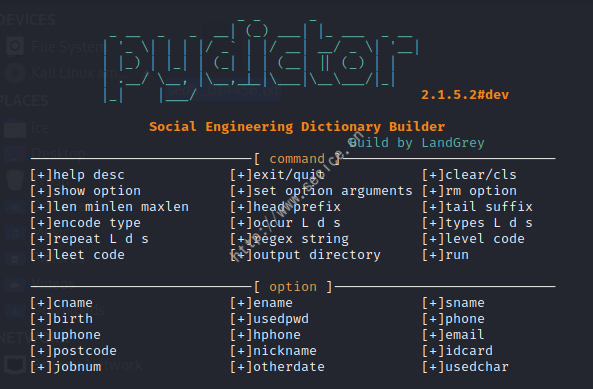 pydictor
2.1.5.2#dev
Social Engineering Dictionary Builder
Build by LandGrey
[ command ]
[+]help desc [+]exit/quit [+]clear/cls
[+]show option [+]set option arguments [+]rm option
[+]len minlen maxlen [+]head prefix [+]tail suffix
[+]encode type [+]occur L d s [+]types L d s
[+]repeat L d s [+]regex string [+]level code
[+]leet code [+]output directory [+]run
[ option ]
[+]cname [+]ename [+]sname
[+]birth [+]usedpwd [+]phone
[+]uphone [+]hphone [+]email
[+]postcode [+]nickname [+]idcard
[+]jobnum [+]otherdate [+]usedchar
DEVICES
File System
Kali Linux
PLACES
ice
Desktop